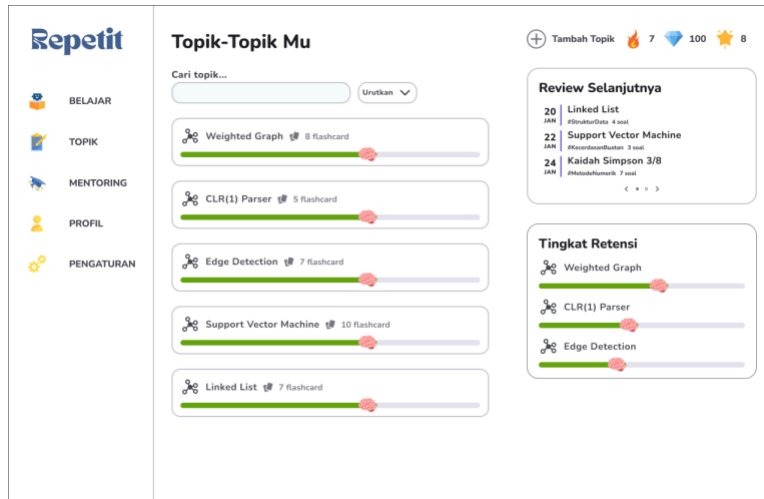 Repetit
BELAJAR
TOPIK
MENTORING
PROFIL
PENGATURAN
Topik-Topik Mu
Cari topik...
Urutkan
Weighted Graph 8 flashcard
CLR(1) Parser 5 flashcard
Edge Detection 7 flashcard
Support Vector Machine 10 flashcard
Linked List 7 flashcard
Tambah Topik 7 100 8
Review Selanjutnya
20 JAN Linked List
#StrukturData 4 soal
22 JAN Support Vector Machine
#KecerdasanBuatan 3 soal
24 JAN Kaidah Simpson 3/8
#MetodeNumerik 7 soal
Tingkat Retensi
Weighted Graph
CLR(1) Parser
Edge Detection